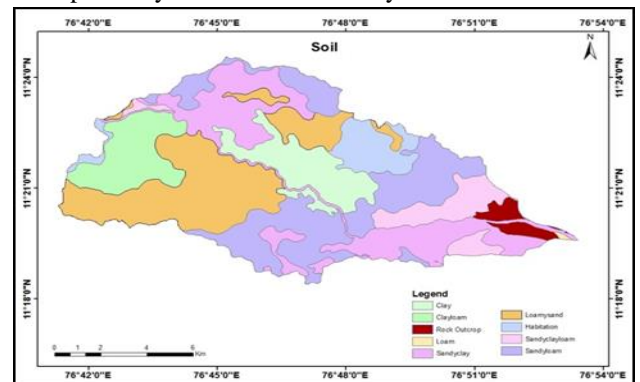 76°42'0"E 76°45'0"E 76°48'0"E 76°51'0"E 76°54'0"E
Soil
N
11°24'0"N 11°24'0"N
11°21'0"N 11°21'0"N
11°18'0"N 11°18'0"N
Legend
Clay
Clayloam
Rock Outcrop
Loam
Sandyclay
Loamysand
Habitation
Sandyclayloam
Sandyloam
0 1 2 4 6
Km
76°42'0"E 76°45'0"E 76°48'0"E 76°51'0"E 76°54'0"E